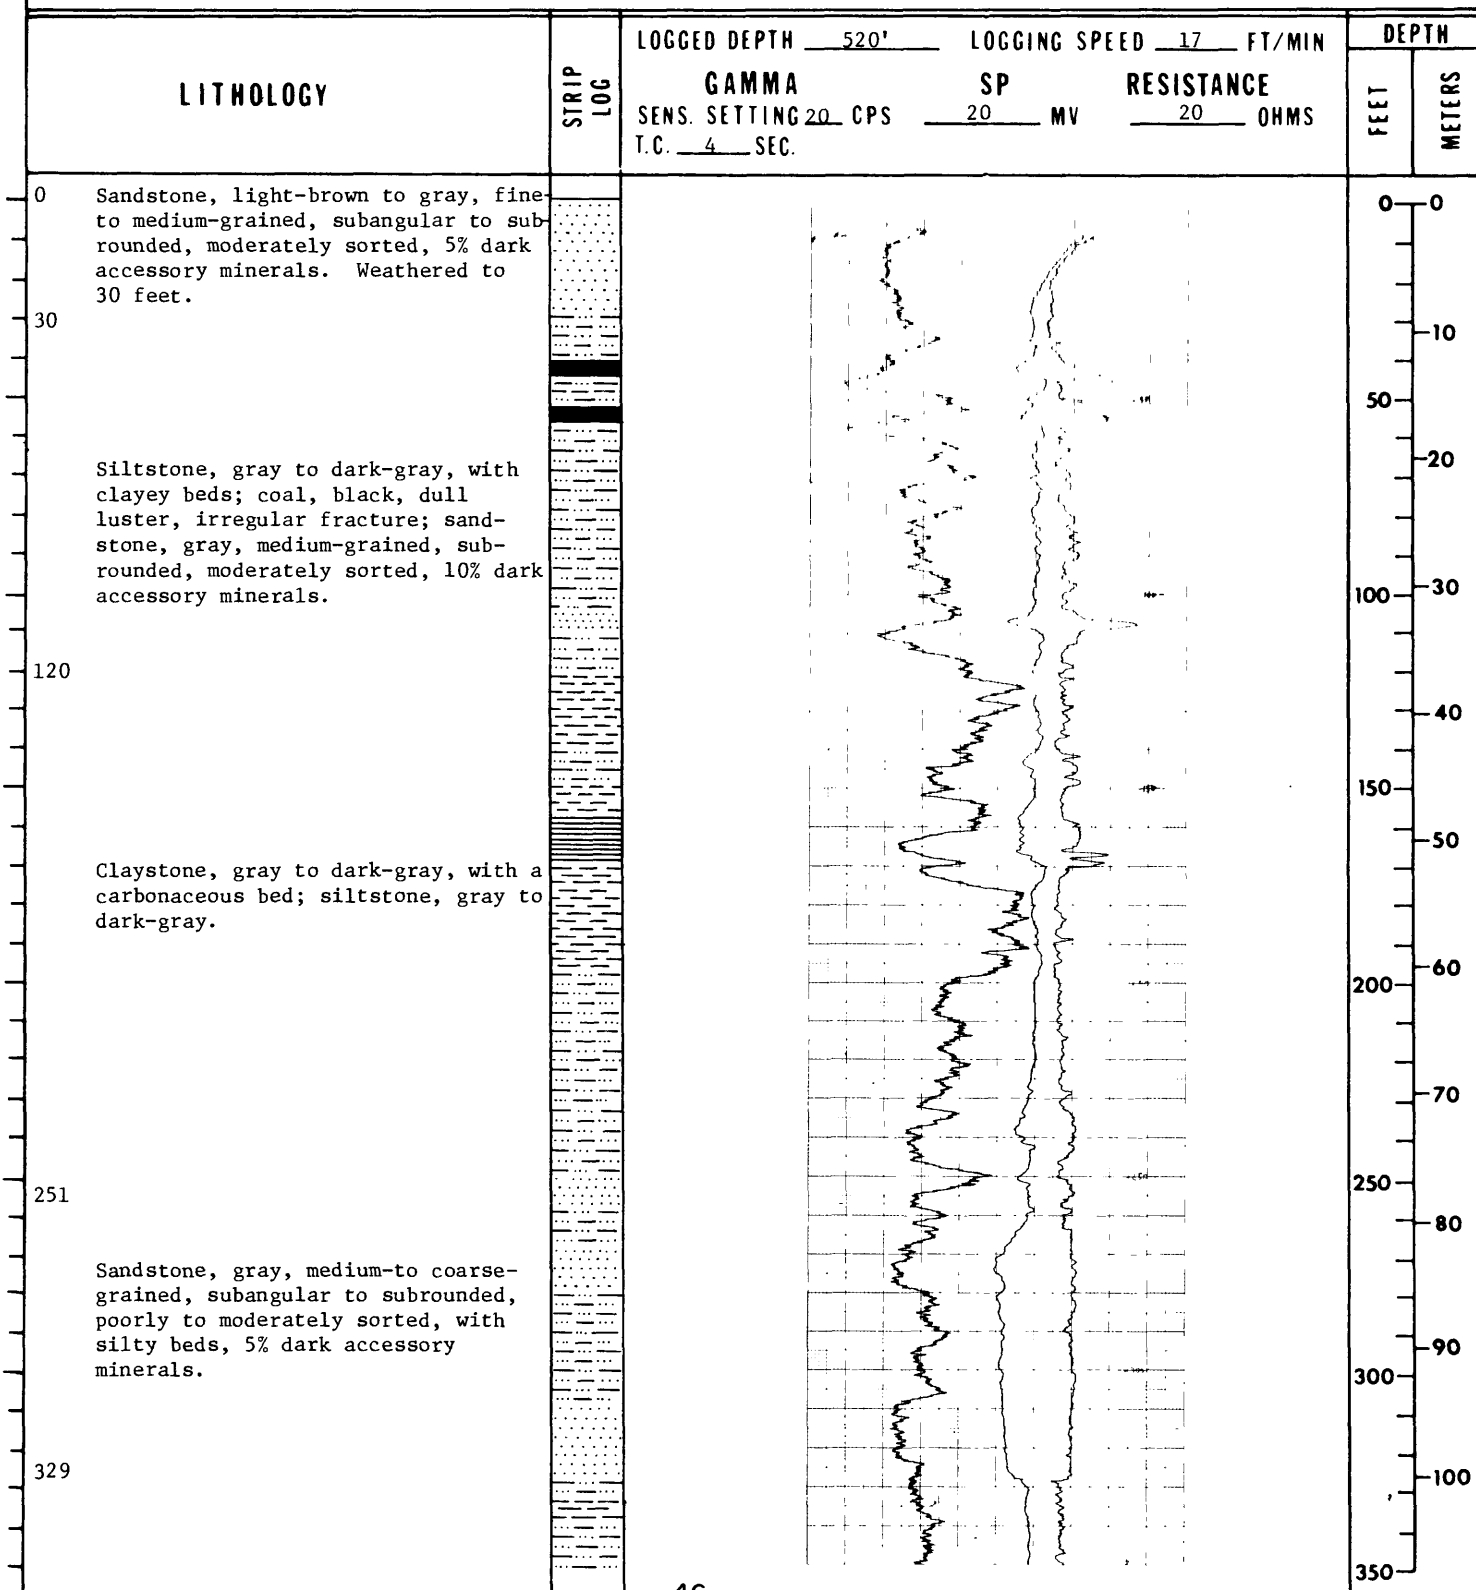 LITHOLOGY
STRIP LOG
LOGGED DEPTH 520' LOGGING SPEED 17 FT/MIN
GAMMA SP RESISTANCE
SENS. SETTING 20 CPS 20 MV 20 OHMS
T.C. 4 SEC.
DEPTH
FEET
METERS
0
Sandstone, light-brown to gray, fine-
to medium-grained, subangular to sub-
rounded, moderately sorted, 5% dark
accessory minerals. Weathered to
30 feet.
30
Siltstone, gray to dark-gray, with
clayey beds; coal, black, dull
luster, irregular fracture; sand-
stone, gray, medium-grained, sub-
rounded, moderately sorted, 10% dark
accessory minerals.
120
Claystone, gray to dark-gray, with a
carbonaceous bed; siltstone, gray to
dark-gray.
251
Sandstone, gray, medium-to coarse-
grained, subangular to subrounded,
poorly to moderately sorted, with
silty beds, 5% dark accessory
minerals.
329
0 0
10
50
20
100 30
40
150
50
60
200
70
250
80
90
300
100
350